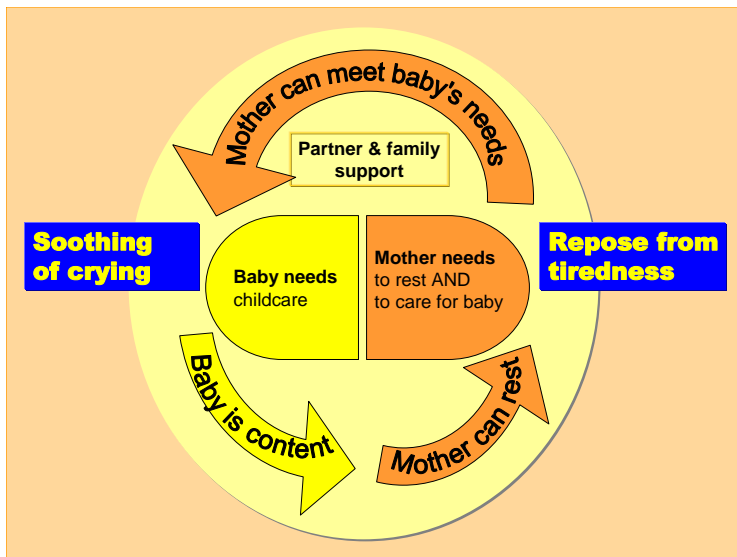 Mother can meet baby's needs
Partner & family
support
Soothing
of crying
Repose from
tiredness
Baby needs
childcare
Mother needs
to rest AND
to care for baby
Baby is content
Mother can rest